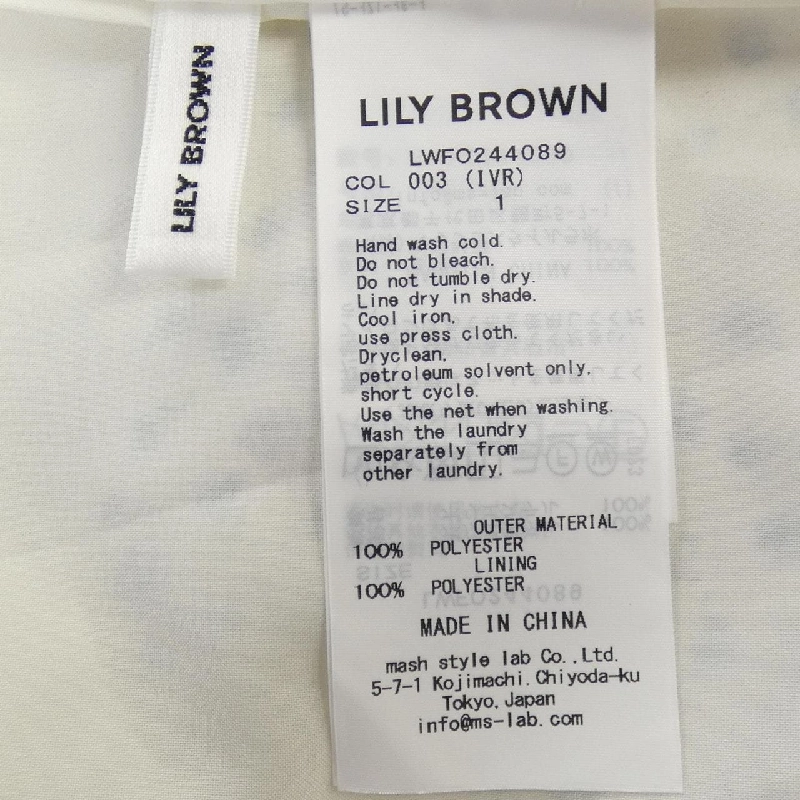 LILY BROWN
LILY BROWN
LWFO244089
COL 003 (IVR)
SIZE 1
Hand wash cold.
Do not bleach.
Do not tumble dry.
Line dry in shade.
Cool iron,
use press cloth.
Dryclean,
petroleum solvent only,
short cycle.
Use the net when washing.
Wash the laundry
separately from
other laundry.
OUTER MATERIAL
100% POLYESTER
LINING
100% POLYESTER
MADE IN CHINA
mash style lab Co.,Ltd.
5-7-1 Kojimachi, Chiyoda-ku
Tokyo, Japan
info@ms-lab.com